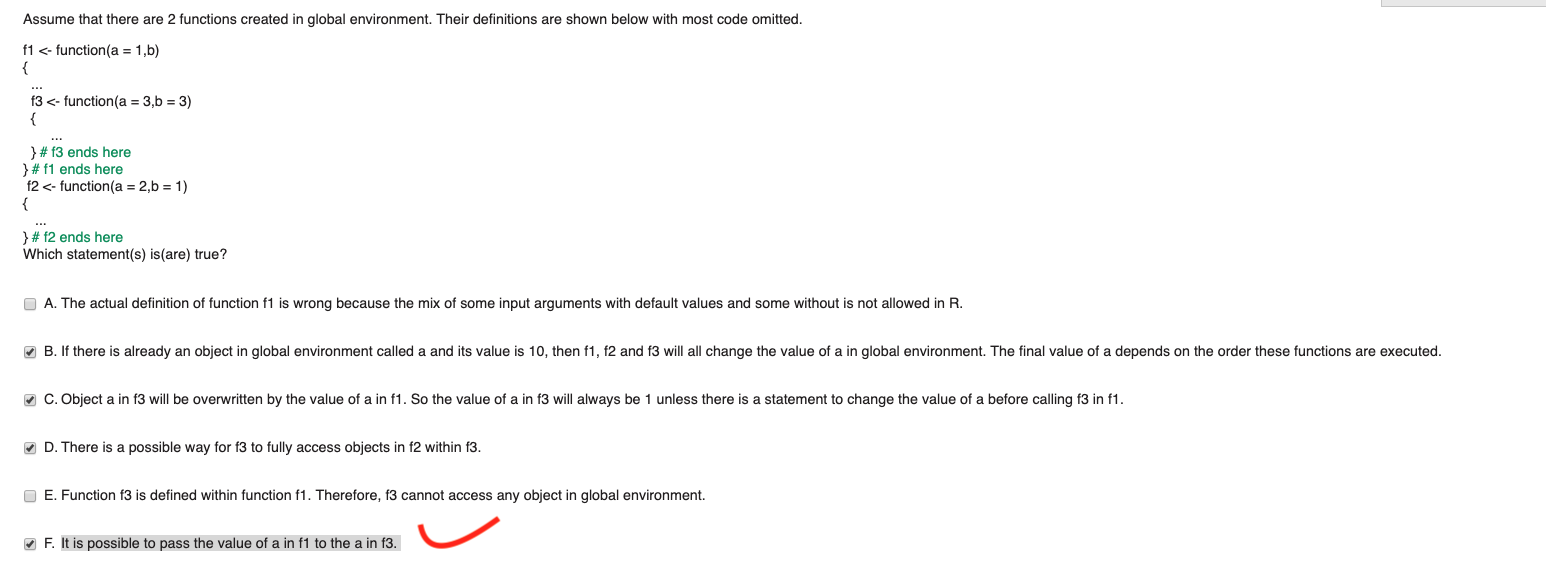 Assume that there are 2 functions created in global environment. Their definitions are shown below with most code omitted.
f1 <- function(a = 1,b)
{
...
f3 <- function(a = 3,b = 3)
{
...
} # f3 ends here
} # f1 ends here
f2 <- function(a = 2,b = 1)
{
...
} # f2 ends here
Which statement(s) is(are) true?
A. The actual definition of function f1 is wrong because the mix of some input arguments with default values and some without is not allowed in R.
B. If there is already an object in global environment called a and its value is 10, then f1, f2 and f3 will all change the value of a in global environment. The final value of a depends on the order these functions are executed.
C. Object a in f3 will be overwritten by the value of a in f1. So the value of a in f3 will always be 1 unless there is a statement to change the value of a before calling f3 in f1.
D. There is a possible way for f3 to fully access objects in f2 within f3.
E. Function f3 is defined within function f1. Therefore, f3 cannot access any object in global environment.
F. It is possible to pass the value of a in f1 to the a in f3.